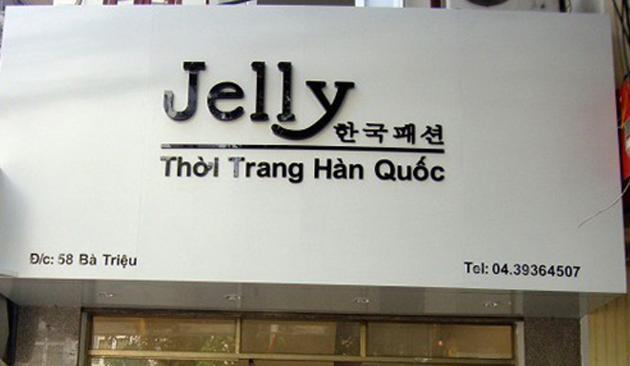 Jelly
한국패션
Thời Trang Hàn Quốc
Đ/c: 58 Bà Triệu
Tel: 04.39364507